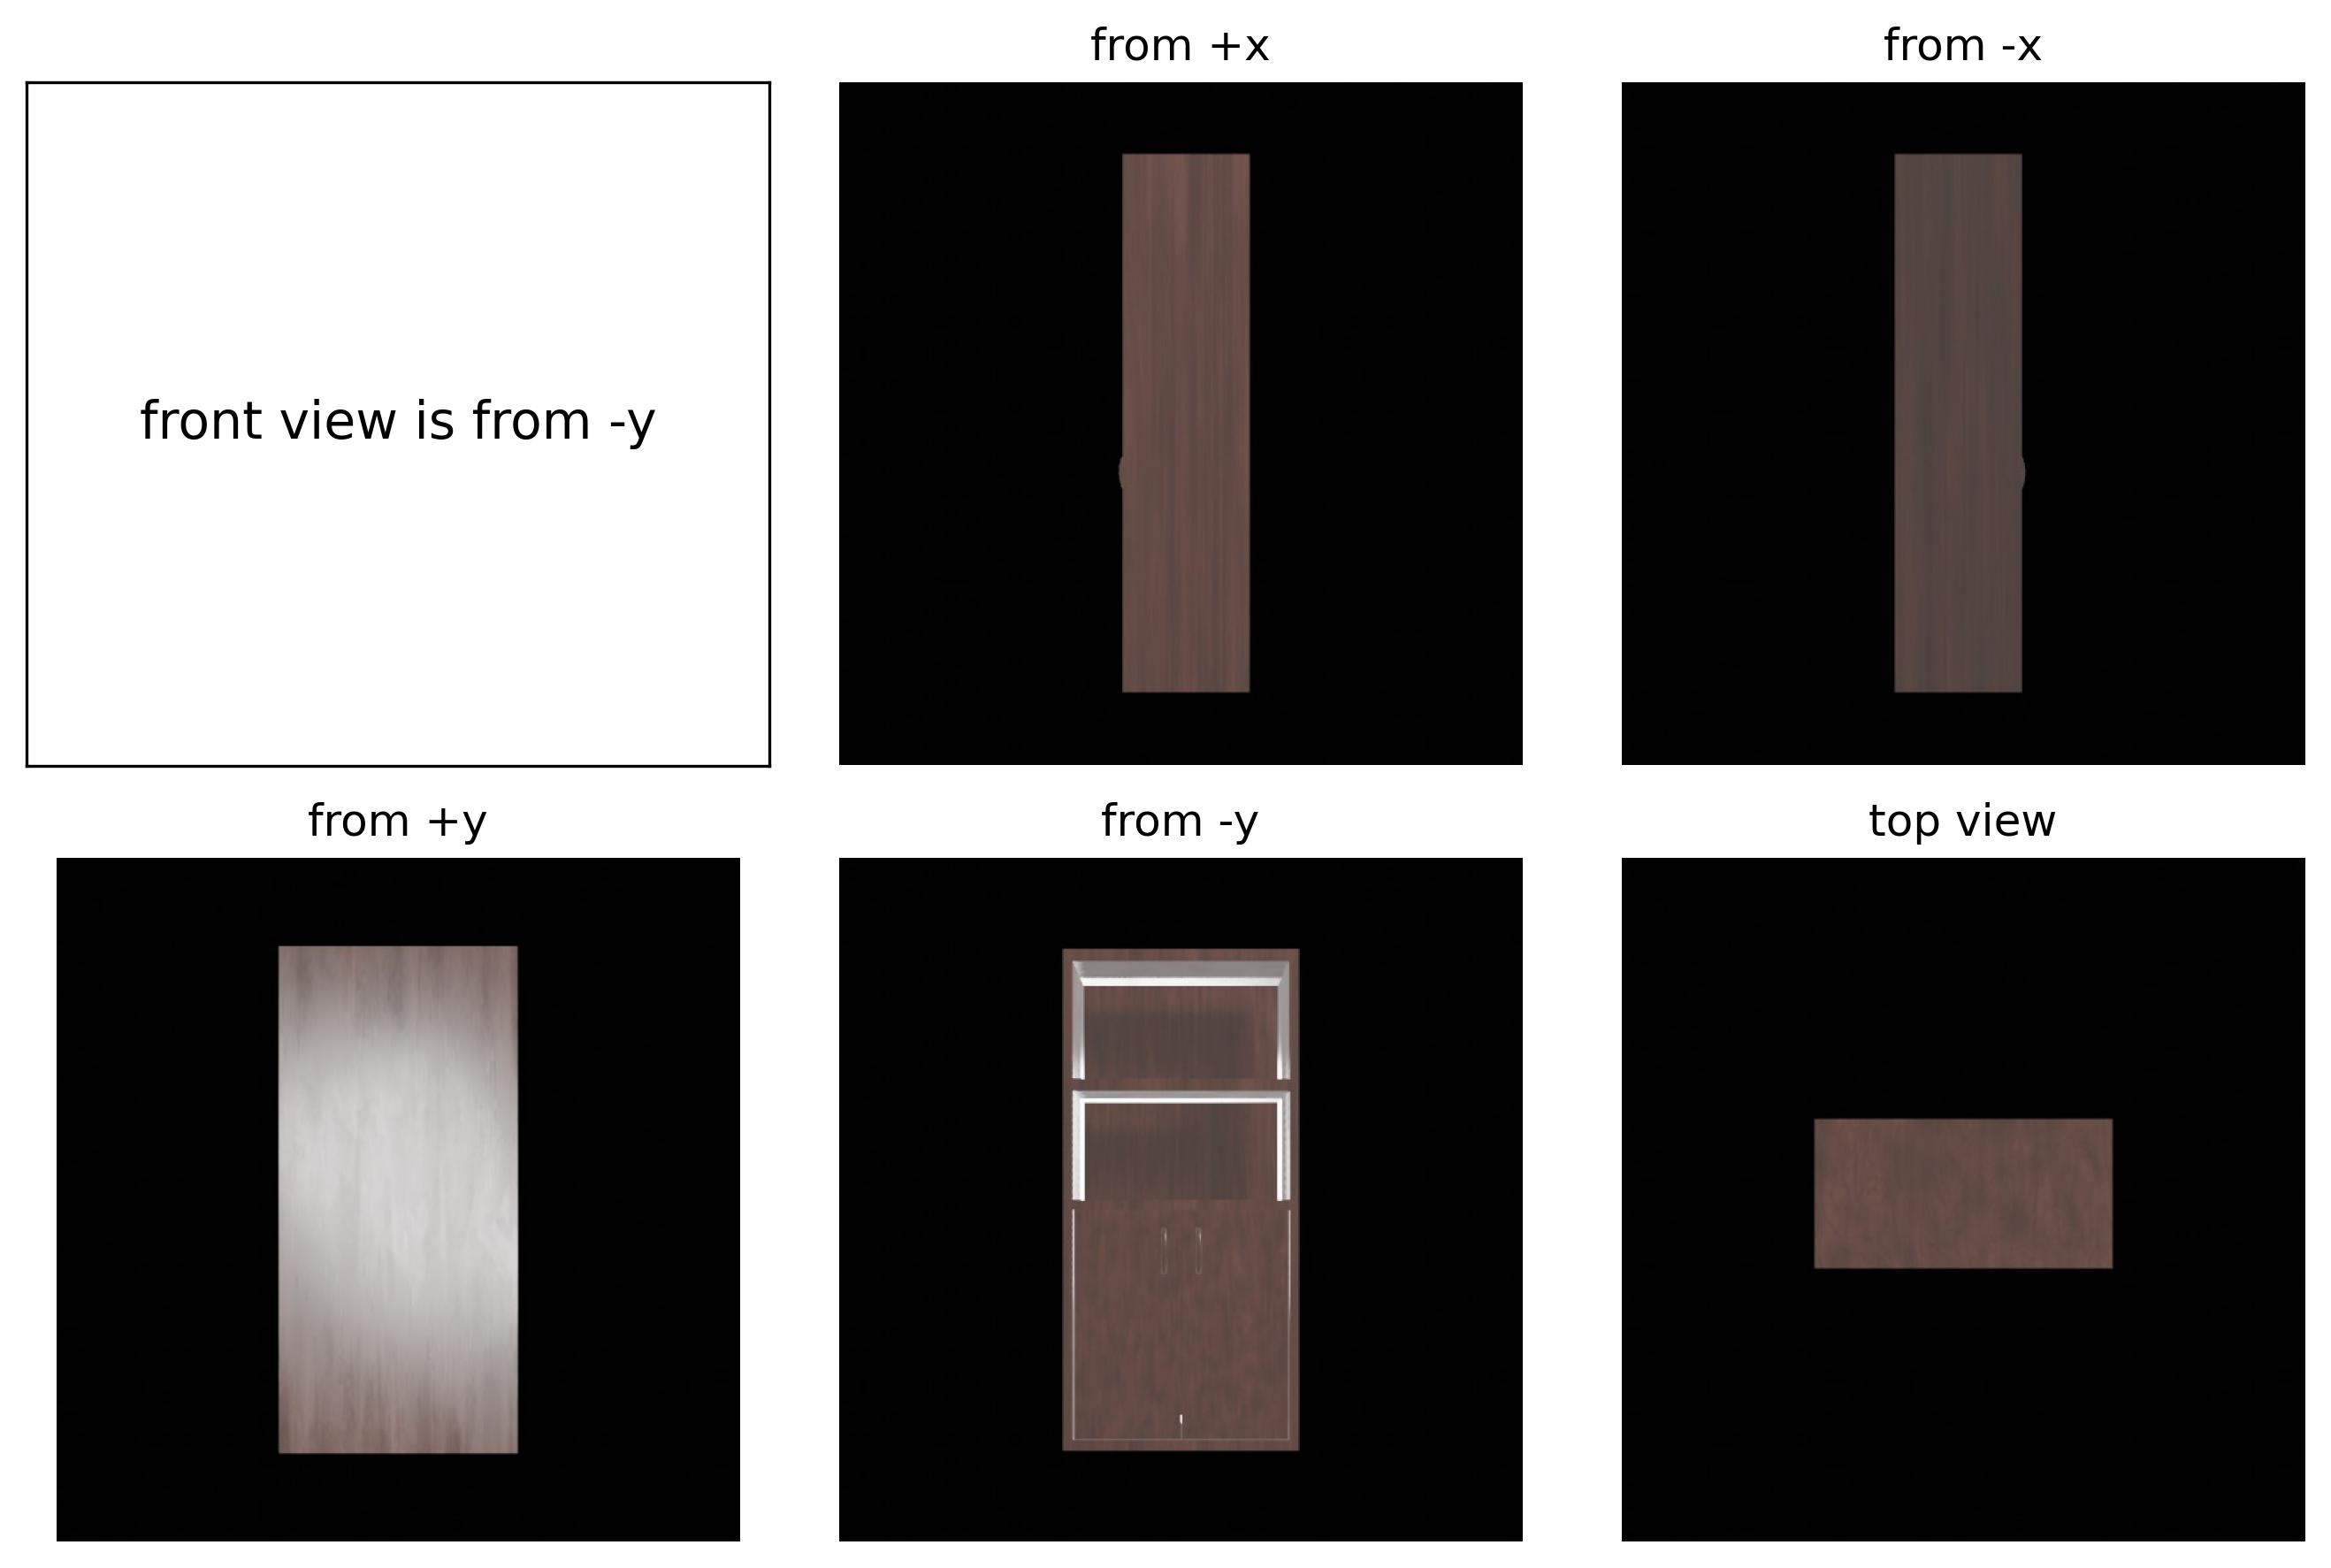 from +x
from -x
front view is from -y
from +y
from -y
top view